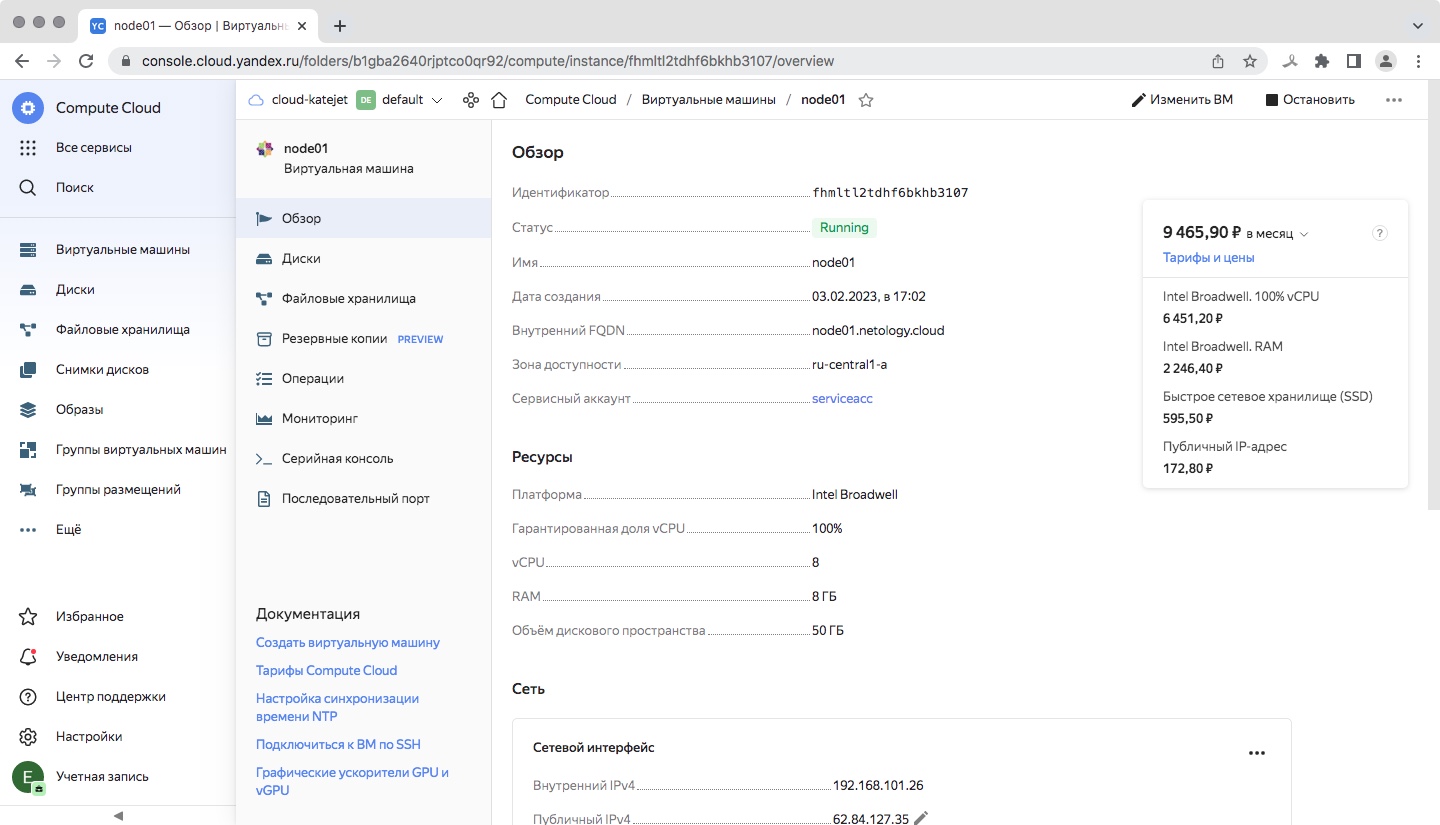 YC node01 — Обзор | Виртуальн
console.cloud.yandex.ru/folders/b1gba2640rjptco0qr92/compute/instance/fhmltl2tdhf6bkhb3107/overview
Compute Cloud
Все сервисы
Поиск
Виртуальные машины
Диски
Файловые хранилища
Снимки дисков
Образы
Группы виртуальных машин
Группы размещений
Ещё
Избранное
Уведомления
Центр поддержки
Настройки
E Учетная запись
cloud-katejet DE default Compute Cloud / Виртуальные машины / node01 Изменить ВМ Остановить
node01
Виртуальная машина
Обзор
Диски
Файловые хранилища
Резервные копии PREVIEW
Операции
Мониторинг
Серийная консоль
Последовательный порт
Документация
Создать виртуальную машину
Тарифы Compute Cloud
Настройка синхронизации
времени NTP
Подключиться к ВМ по SSH
Графические ускорители GPU и
vGPU
Обзор
Идентификатор fhmltl2tdhf6bkhb3107
Статус Running
Имя node01
Дата создания 03.02.2023, в 17:02
Внутренний FQDN node01.netology.cloud
Зона доступности ru-central1-a
Сервисный аккаунт serviceacc
Ресурсы
Платформа Intel Broadwell
Гарантированная доля vCPU 100%
vCPU 8
RAM 8 ГБ
Объём дискового пространства 50 ГБ
Сеть
Сетевой интерфейс
Внутренний IPv4 192.168.101.26
Публичный IPv4 62.84.127.35
9 465,90 ₽ в месяц ?
Тарифы и цены
Intel Broadwell. 100% vCPU
6 451,20 ₽
Intel Broadwell. RAM
2 246,40 ₽
Быстрое сетевое хранилище (SSD)
595,50 ₽
Публичный IP-адрес
172,80 ₽